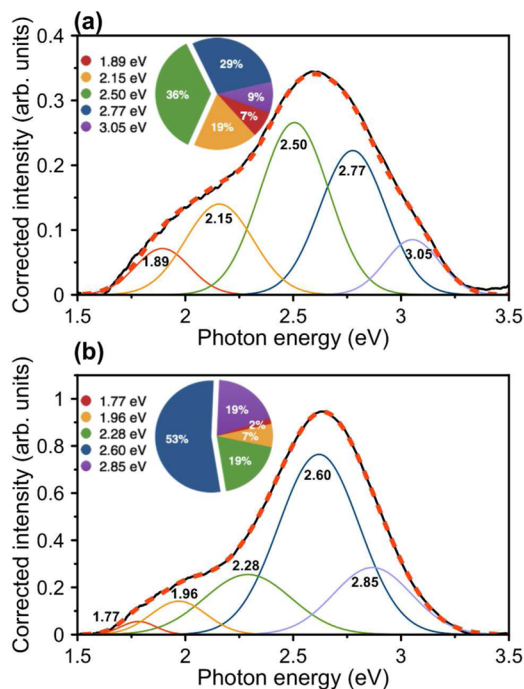 (a)
0.4
0.3
0.2
0.1
0
Corrected intensity (arb. units)
1.89 eV
2.15 eV
2.50 eV
2.77 eV
3.05 eV
29%
36%
9%
7%
19%
2.50
2.77
2.15
1.89
3.05
1.5
2
2.5
3
3.5
Photon energy (eV)
(b)
1
0.8
0.6
0.4
0.2
0
Corrected intensity (arb. units)
1.77 eV
1.96 eV
2.28 eV
2.60 eV
2.85 eV
19%
53%
2%
7%
19%
2.60
2.28
2.85
1.96
1.77
1.5
2
2.5
3
3.5
Photon energy (eV)